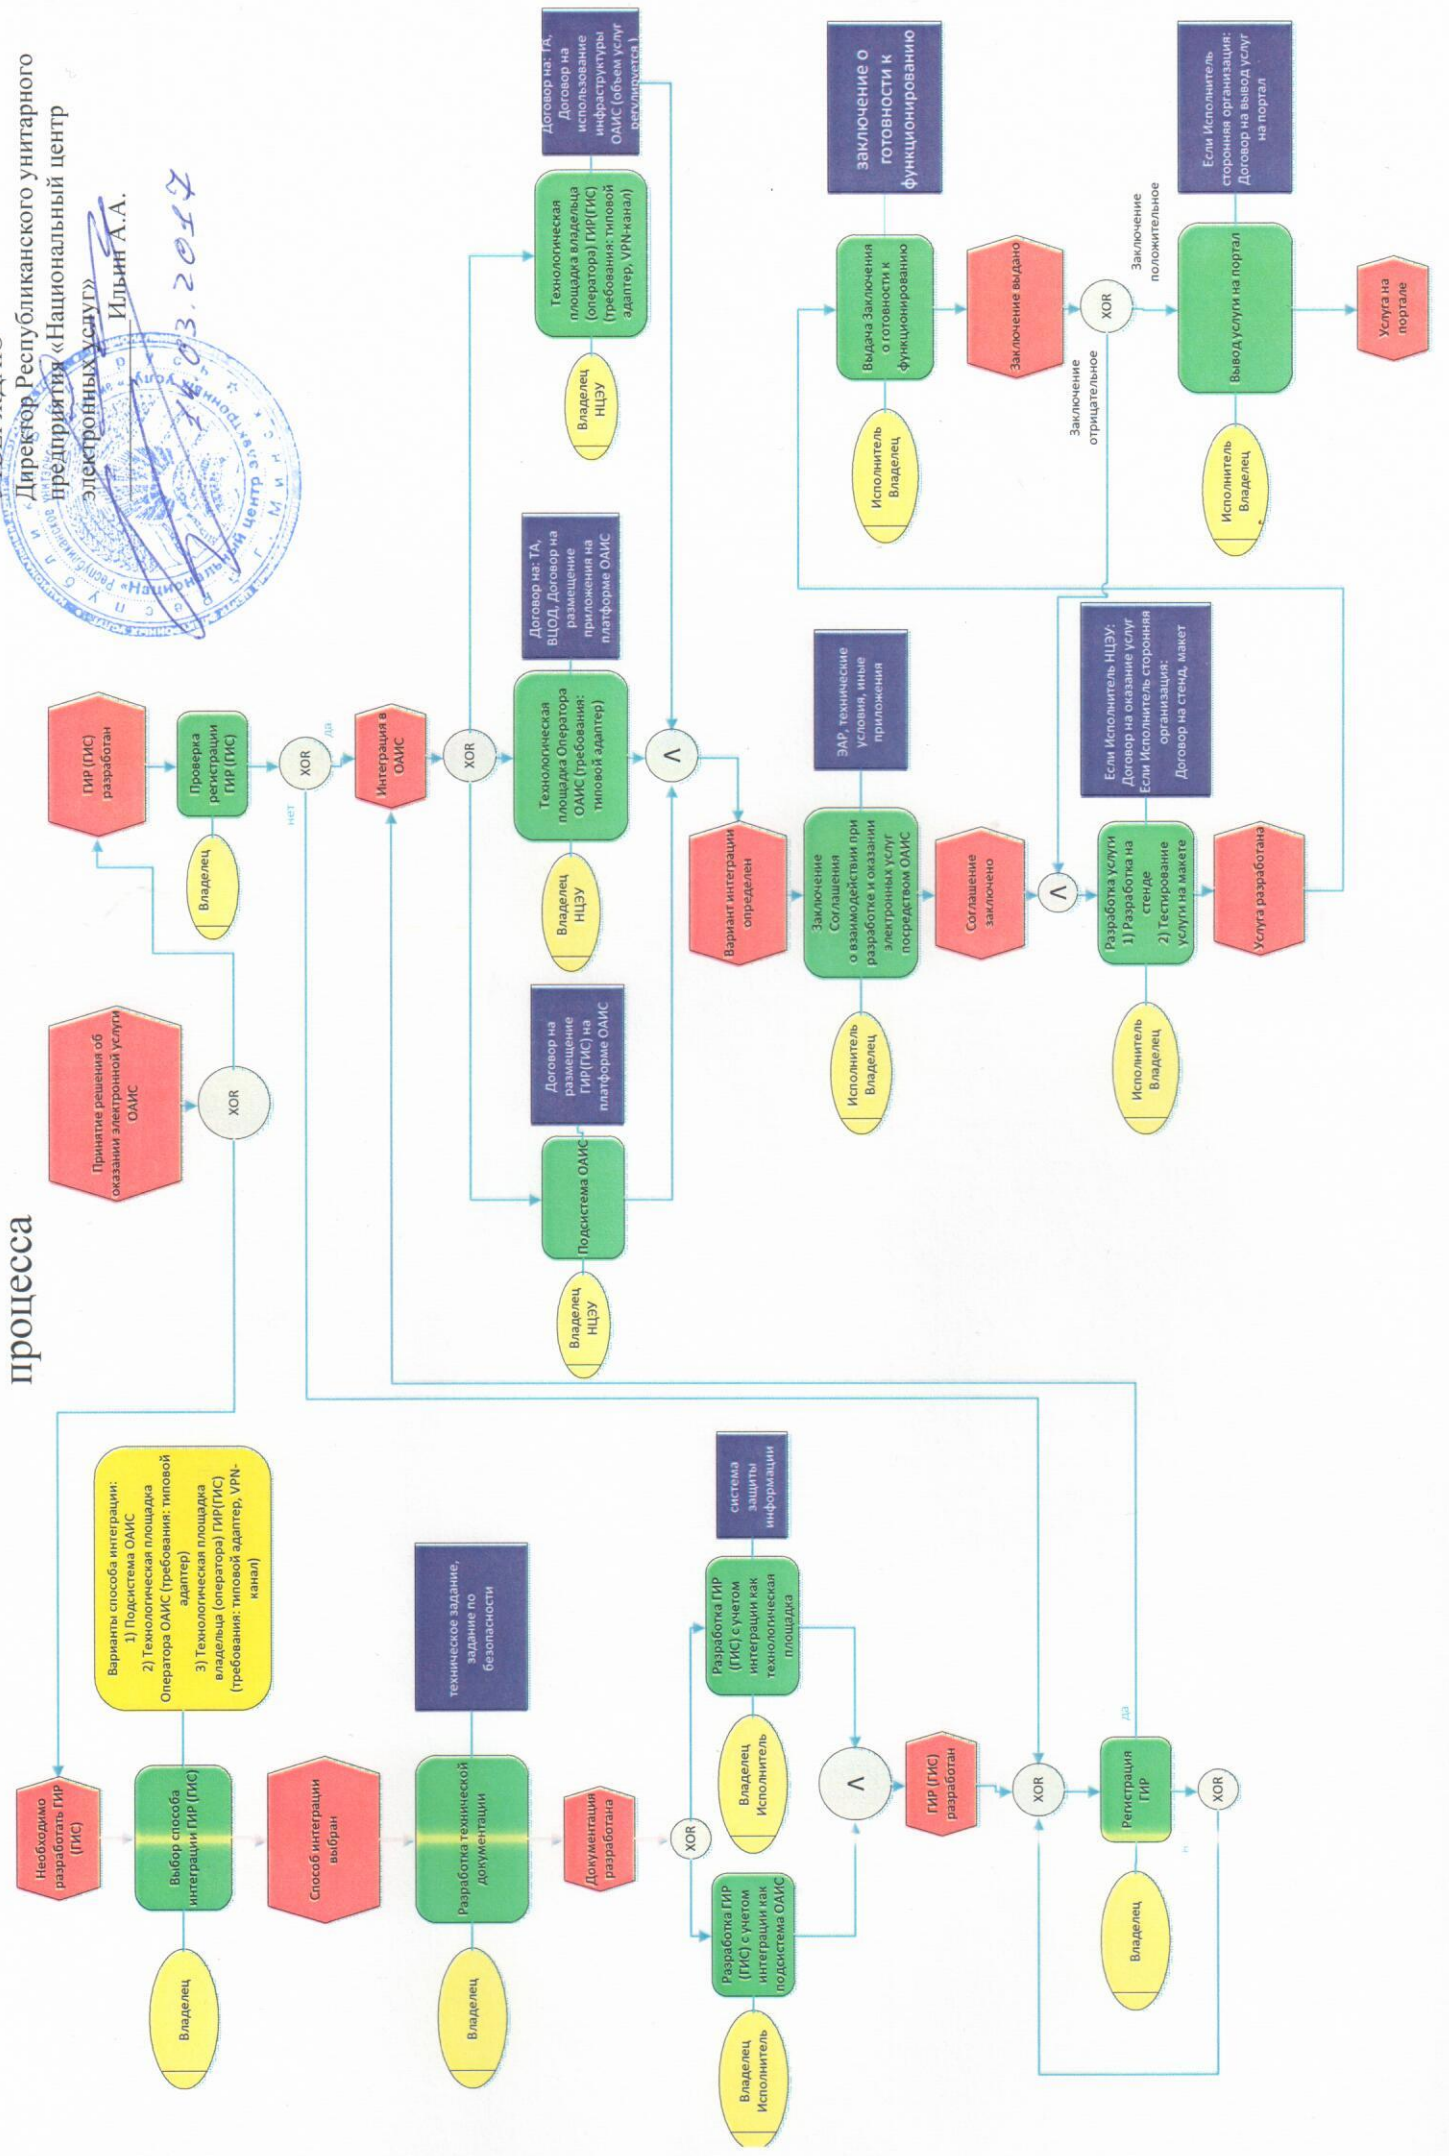 Директор Республиканского унитарного
предприятия «Национальный центр
электронных услуг»
Ильин А.А.
14.03.2017
процесса
Принятие решения об
оказании электронной услуги
ОАИС
XOR
Необходимо
разработать ГИР
(ГИС)
Владелец
Выбор способа
интеграции ГИР (ГИС)
Варианты способа интеграции:
1) Подсистема ОАИС
2) Технологическая площадка
Оператора ОАИС (требования: типовой
адаптер)
3) Технологическая площадка
владельца (оператора) ГИР(ГИС)
(требования: типовой адаптер, VPN-
канал)
Способ интеграции
выбран
Владелец
Разработка технической
документации
техническое задание,
задание по
безопасности
Документация
разработана
XOR
Владелец
Исполнитель
Разработка ГИР
(ГИС) с учетом
интеграции как
подсистема ОАИС
Владелец
Исполнитель
Разработка ГИР
(ГИС) с учетом
интеграции как
технологическая
площадка
система
защиты
информации
V
ГИР (ГИС)
разработан
XOR
Владелец
Регистрация
ГИР
да
н
XOR
ГИР (ГИС)
разработан
Владелец
Проверка
регистрации
ГИР (ГИС)
XOR
нет
да
Интеграция в
ОАИС
XOR
Владелец
НЦЭУ
Подсистема ОАИС
Договор на
размещение
ГИР(ГИС) на
платформе ОАИС
Владелец
НЦЭУ
Технологическая
площадка Оператора
ОАИС (требования:
типовой адаптер)
Договор на: ТА,
ВЦОД, Договор на
размещение
приложения на
платформе ОАИС
Владелец
НЦЭУ
Технологическая
площадка владельца
(оператора) ГИР(ГИС)
(требования: типовой
адаптер, VPN-канал)
Договор на: ТА,
Договор на
использование
инфраструктуры
ОАИС (объем услуг
регулируется )
V
Вариант интеграции
определен
Исполнитель
Владелец
Заключение
Соглашения
о взаимодействии при
разработке и оказании
электронных услуг
посредством ОАИС
ЭАР, технические
условия, иные
приложения
Соглашение
заключено
V
Исполнитель
Владелец
Разработка услуги
1) Разработка на
стенде
2) Тестирование
услуги на макете
Если Исполнитель НЦЭУ:
Договор на оказание услуг
Если Исполнитель сторонняя
организация:
Договор на стенд, макет
Услуга разработана
Исполнитель
Владелец
Выдача Заключения
о готовности к
функционированию
заключение о
готовности к
функционированию
Заключение выдано
XOR
Заключение
отрицательное
Заключение
положительное
Исполнитель
Владелец
Вывод услуги на портал
Если Исполнитель
сторонняя организация:
Договор на вывод услуг
на портал
Услуга на
портале